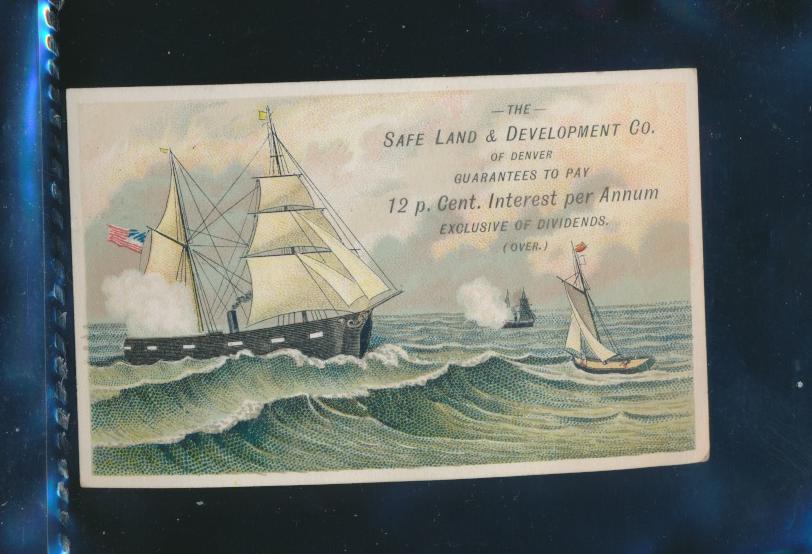 — THE —
SAFE LAND & DEVELOPMENT CO.
OF DENVER
GUARANTEES TO PAY
12 p. Cent. Interest per Annum
EXCLUSIVE OF DIVIDENDS.
(OVER.)